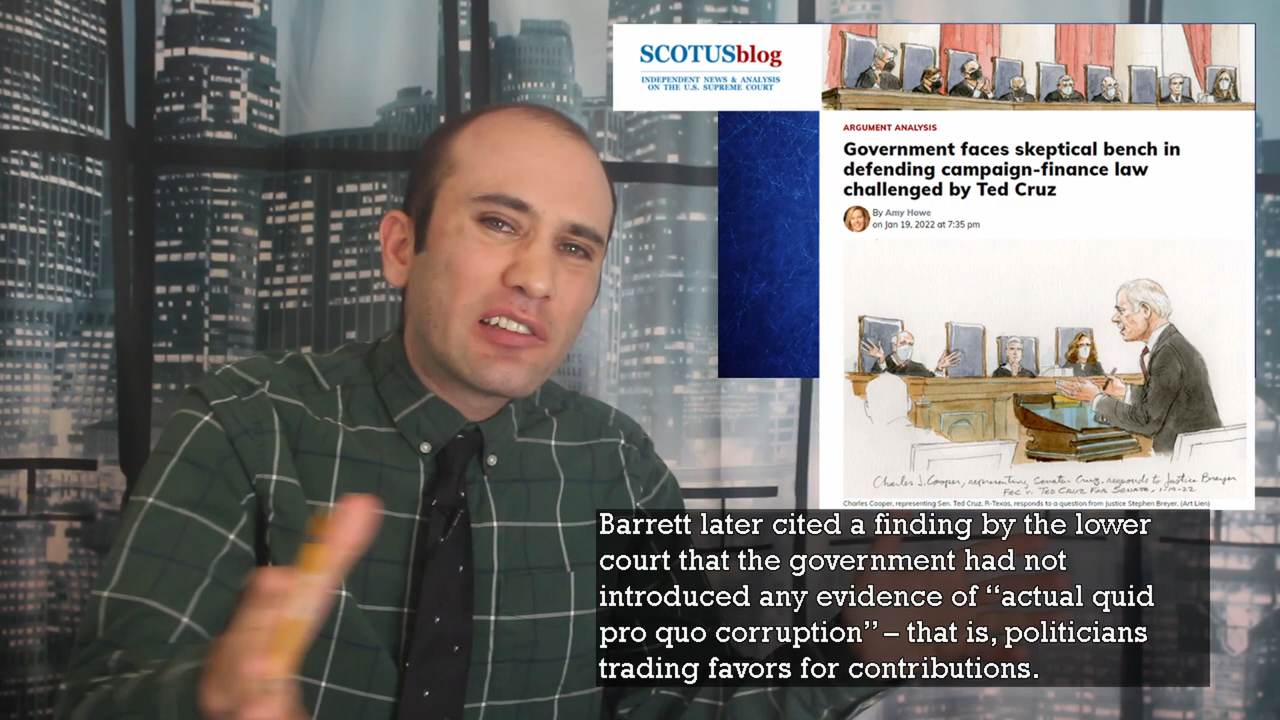 SCOTUSblog
INDEPENDENT NEWS & ANALYSIS
ON THE U.S. SUPREME COURT
ARGUMENT ANALYSIS
Government faces skeptical bench in
defending campaign-finance law
challenged by Ted Cruz
By Amy Howe
on Jan 19, 2022 at 7:35 pm
Charles J. Cooper, representing Senator Cruz, responds to Justice Breyer
FEC v. TED CRUZ FOR SENATE, 1-19-22
Charles Cooper, representing Sen. Ted Cruz, R-Texas, responds to a question from Justice Stephen Breyer. (Art Lien)
Barrett later cited a finding by the lower
court that the government had not
introduced any evidence of “actual quid
pro quo corruption” – that is, politicians
trading favors for contributions.